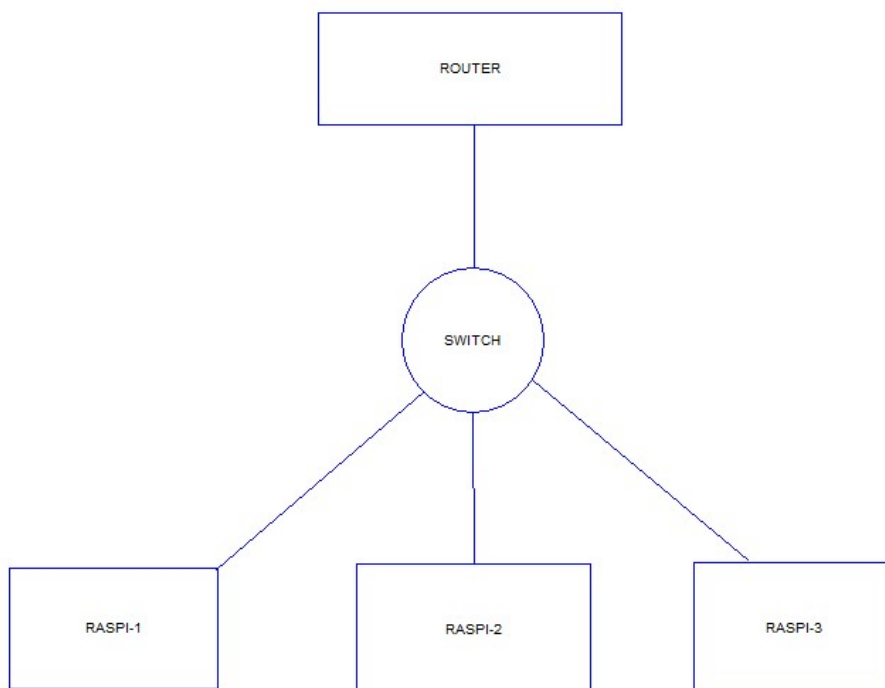 ROUTER
SWITCH
RASPI-1
RASPI-2
RASPI-3